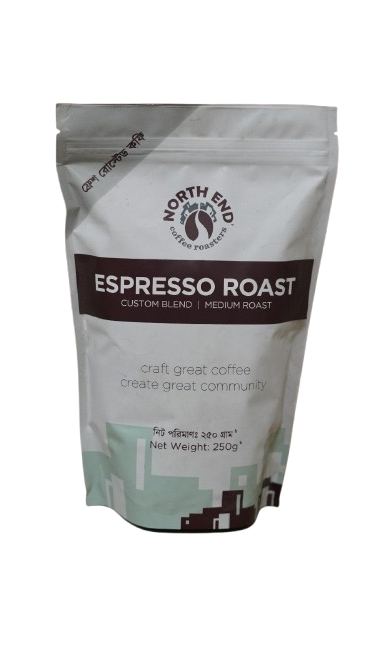 ফ্রেশ রোস্টেড কফি
NORTH END
coffee roasters
ESPRESSO ROAST
CUSTOM BLEND | MEDIUM ROAST
craft great coffee
create great community
নিট পরিমাণঃ ২৫০ গ্রাম*
Net Weight: 250g*